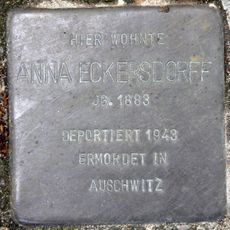 HIER WOHNTE
ANNA ECKERSDORFF
JG. 1883
DEPORTIERT 1943
ERMORDET IN
AUSCHWITZ